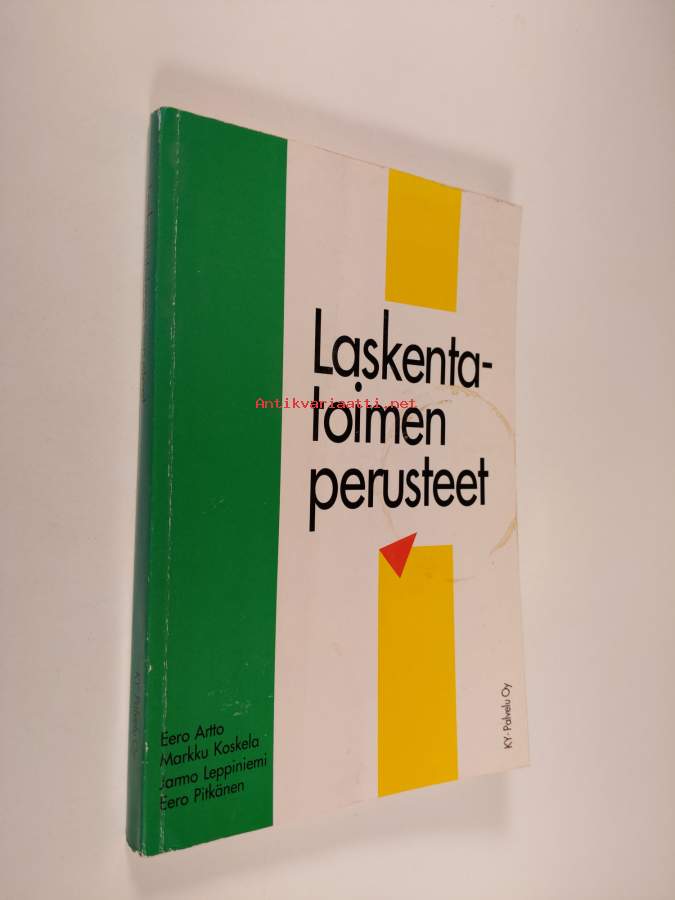 Laskenta-
Antikvariaatti.net
toimen
perusteet
KY-Palvelu Oy
Eero Artto
Markku Koskela
Jarmo Leppiniemi
Eero Pitkänen